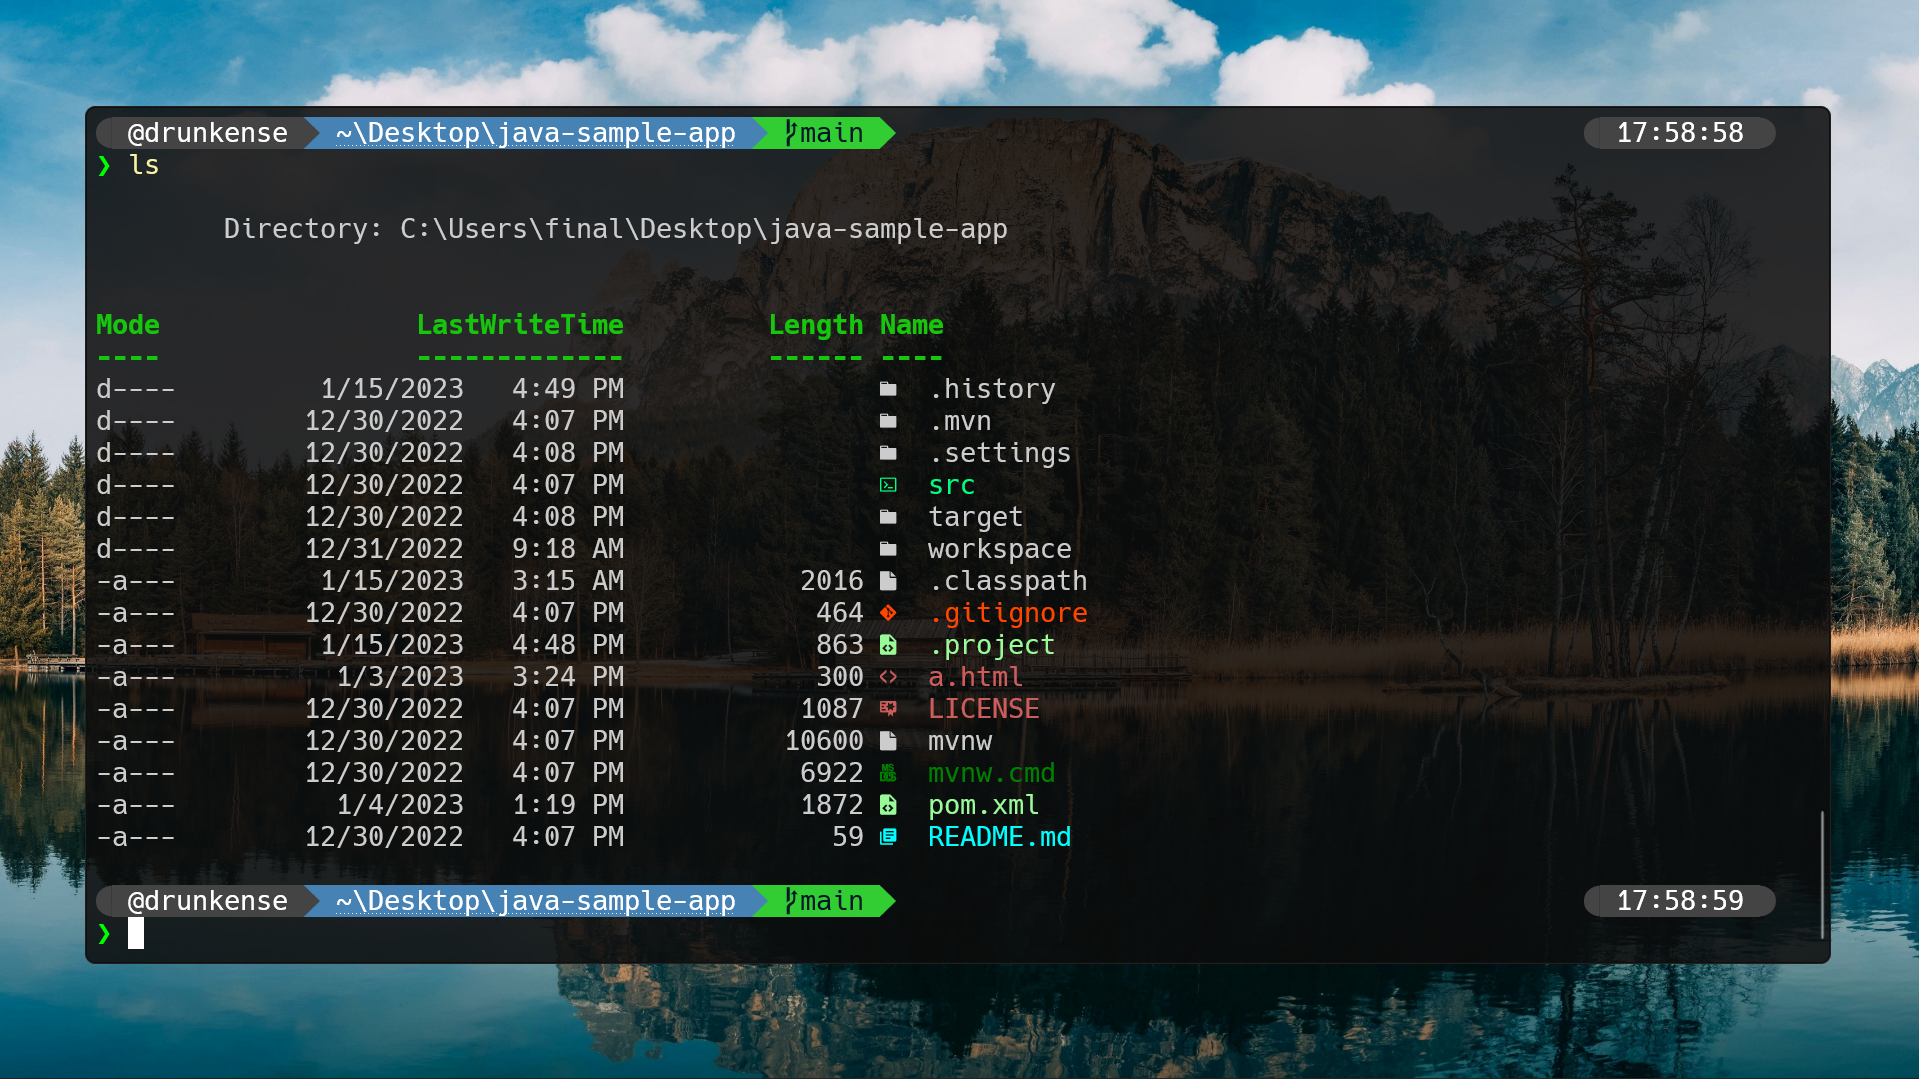 @drunkense ~\Desktop\java-sample-app main 17:58:58
❯ ls
Directory: C:\Users\final\Desktop\java-sample-app
Mode LastWriteTime Length Name
---- ------------- ------ ----
d---- 1/15/2023 4:49 PM .history
d---- 12/30/2022 4:07 PM .mvn
d---- 12/30/2022 4:08 PM .settings
d---- 12/30/2022 4:07 PM src
d---- 12/30/2022 4:08 PM target
d---- 12/31/2022 9:18 AM workspace
-a--- 1/15/2023 3:15 AM 2016 .classpath
-a--- 12/30/2022 4:07 PM 464 .gitignore
-a--- 1/15/2023 4:48 PM 863 .project
-a--- 1/3/2023 3:24 PM 300 a.html
-a--- 12/30/2022 4:07 PM 1087 LICENSE
-a--- 12/30/2022 4:07 PM 10600 mvnw
-a--- 12/30/2022 4:07 PM 6922 mvnw.cmd
-a--- 1/4/2023 1:19 PM 1872 pom.xml
-a--- 12/30/2022 4:07 PM 59 README.md
@drunkense ~\Desktop\java-sample-app main 17:58:59
❯